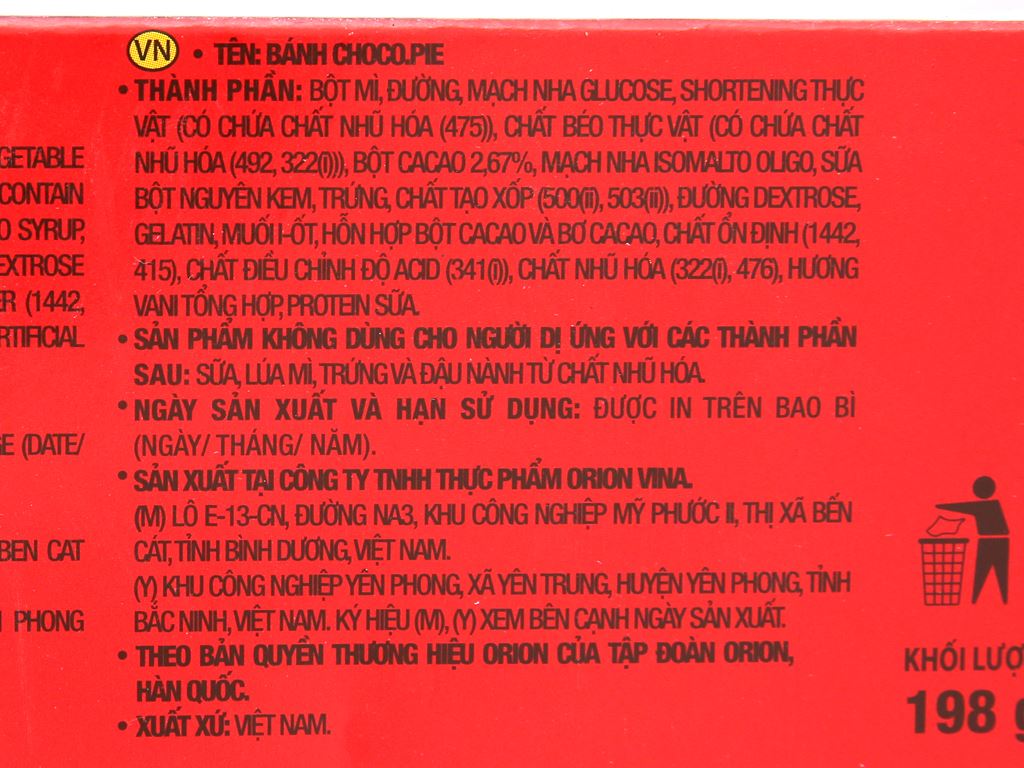 VN • TÊN: BÁNH CHOCO.PIE
• THÀNH PHẦN: BỘT MÌ, ĐƯỜNG, MẠCH NHA GLUCOSE, SHORTENING THỰC
VẬT (CÓ CHỨA CHẤT NHŨ HÓA (475)), CHẤT BÉO THỰC VẬT (CÓ CHỨA CHẤT
NHŨ HÓA (492, 322(i))), BỘT CACAO 2,67%, MẠCH NHA ISOMALTO OLIGO, SỮA
BỘT NGUYÊN KEM, TRỨNG, CHẤT TẠO XỐP (500(ii), 503(ii)), ĐƯỜNG DEXTROSE,
GELATIN, MUỐI I-ỐT, HỖN HỢP BỘT CACAO VÀ BƠ CACAO, CHẤT ỔN ĐỊNH (1442,
415), CHẤT ĐIỀU CHỈNH ĐỘ ACID (341(i)), CHẤT NHŨ HÓA (322(i), 476), HƯƠNG
VANI TỔNG HỢP, PROTEIN SỮA.
• SẢN PHẨM KHÔNG DÙNG CHO NGƯỜI DỊ ỨNG VỚI CÁC THÀNH PHẦN
SAU: SỮA, LÚA MÌ, TRỨNG VÀ ĐẬU NÀNH TỪ CHẤT NHŨ HÓA.
• NGÀY SẢN XUẤT VÀ HẠN SỬ DỤNG: ĐƯỢC IN TRÊN BAO BÌ
(NGÀY/ THÁNG/ NĂM).
• SẢN XUẤT TẠI CÔNG TY TNHH THỰC PHẨM ORION VINA.
(M) LÔ E-13-CN, ĐƯỜNG NA3, KHU CÔNG NGHIỆP MỸ PHƯỚC II, THỊ XÃ BẾN
CÁT, TỈNH BÌNH DƯƠNG, VIỆT NAM.
(Y) KHU CÔNG NGHIỆP YÊN PHONG, XÃ YÊN TRUNG, HUYỆN YÊN PHONG, TỈNH
BẮC NINH, VIỆT NAM. KÝ HIỆU (M), (Y) XEM BÊN CẠNH NGÀY SẢN XUẤT.
• THEO BẢN QUYỀN THƯƠNG HIỆU ORION CỦA TẬP ĐOÀN ORION,
HÀN QUỐC.
• XUẤT XỨ: VIỆT NAM.
GETABLE
CONTAIN
O SYRUP,
EXTROSE
ER (1442,
RTIFICIAL
GE (DATE/
BEN CAT
PHONG
KHỐI LƯỢ
198 g